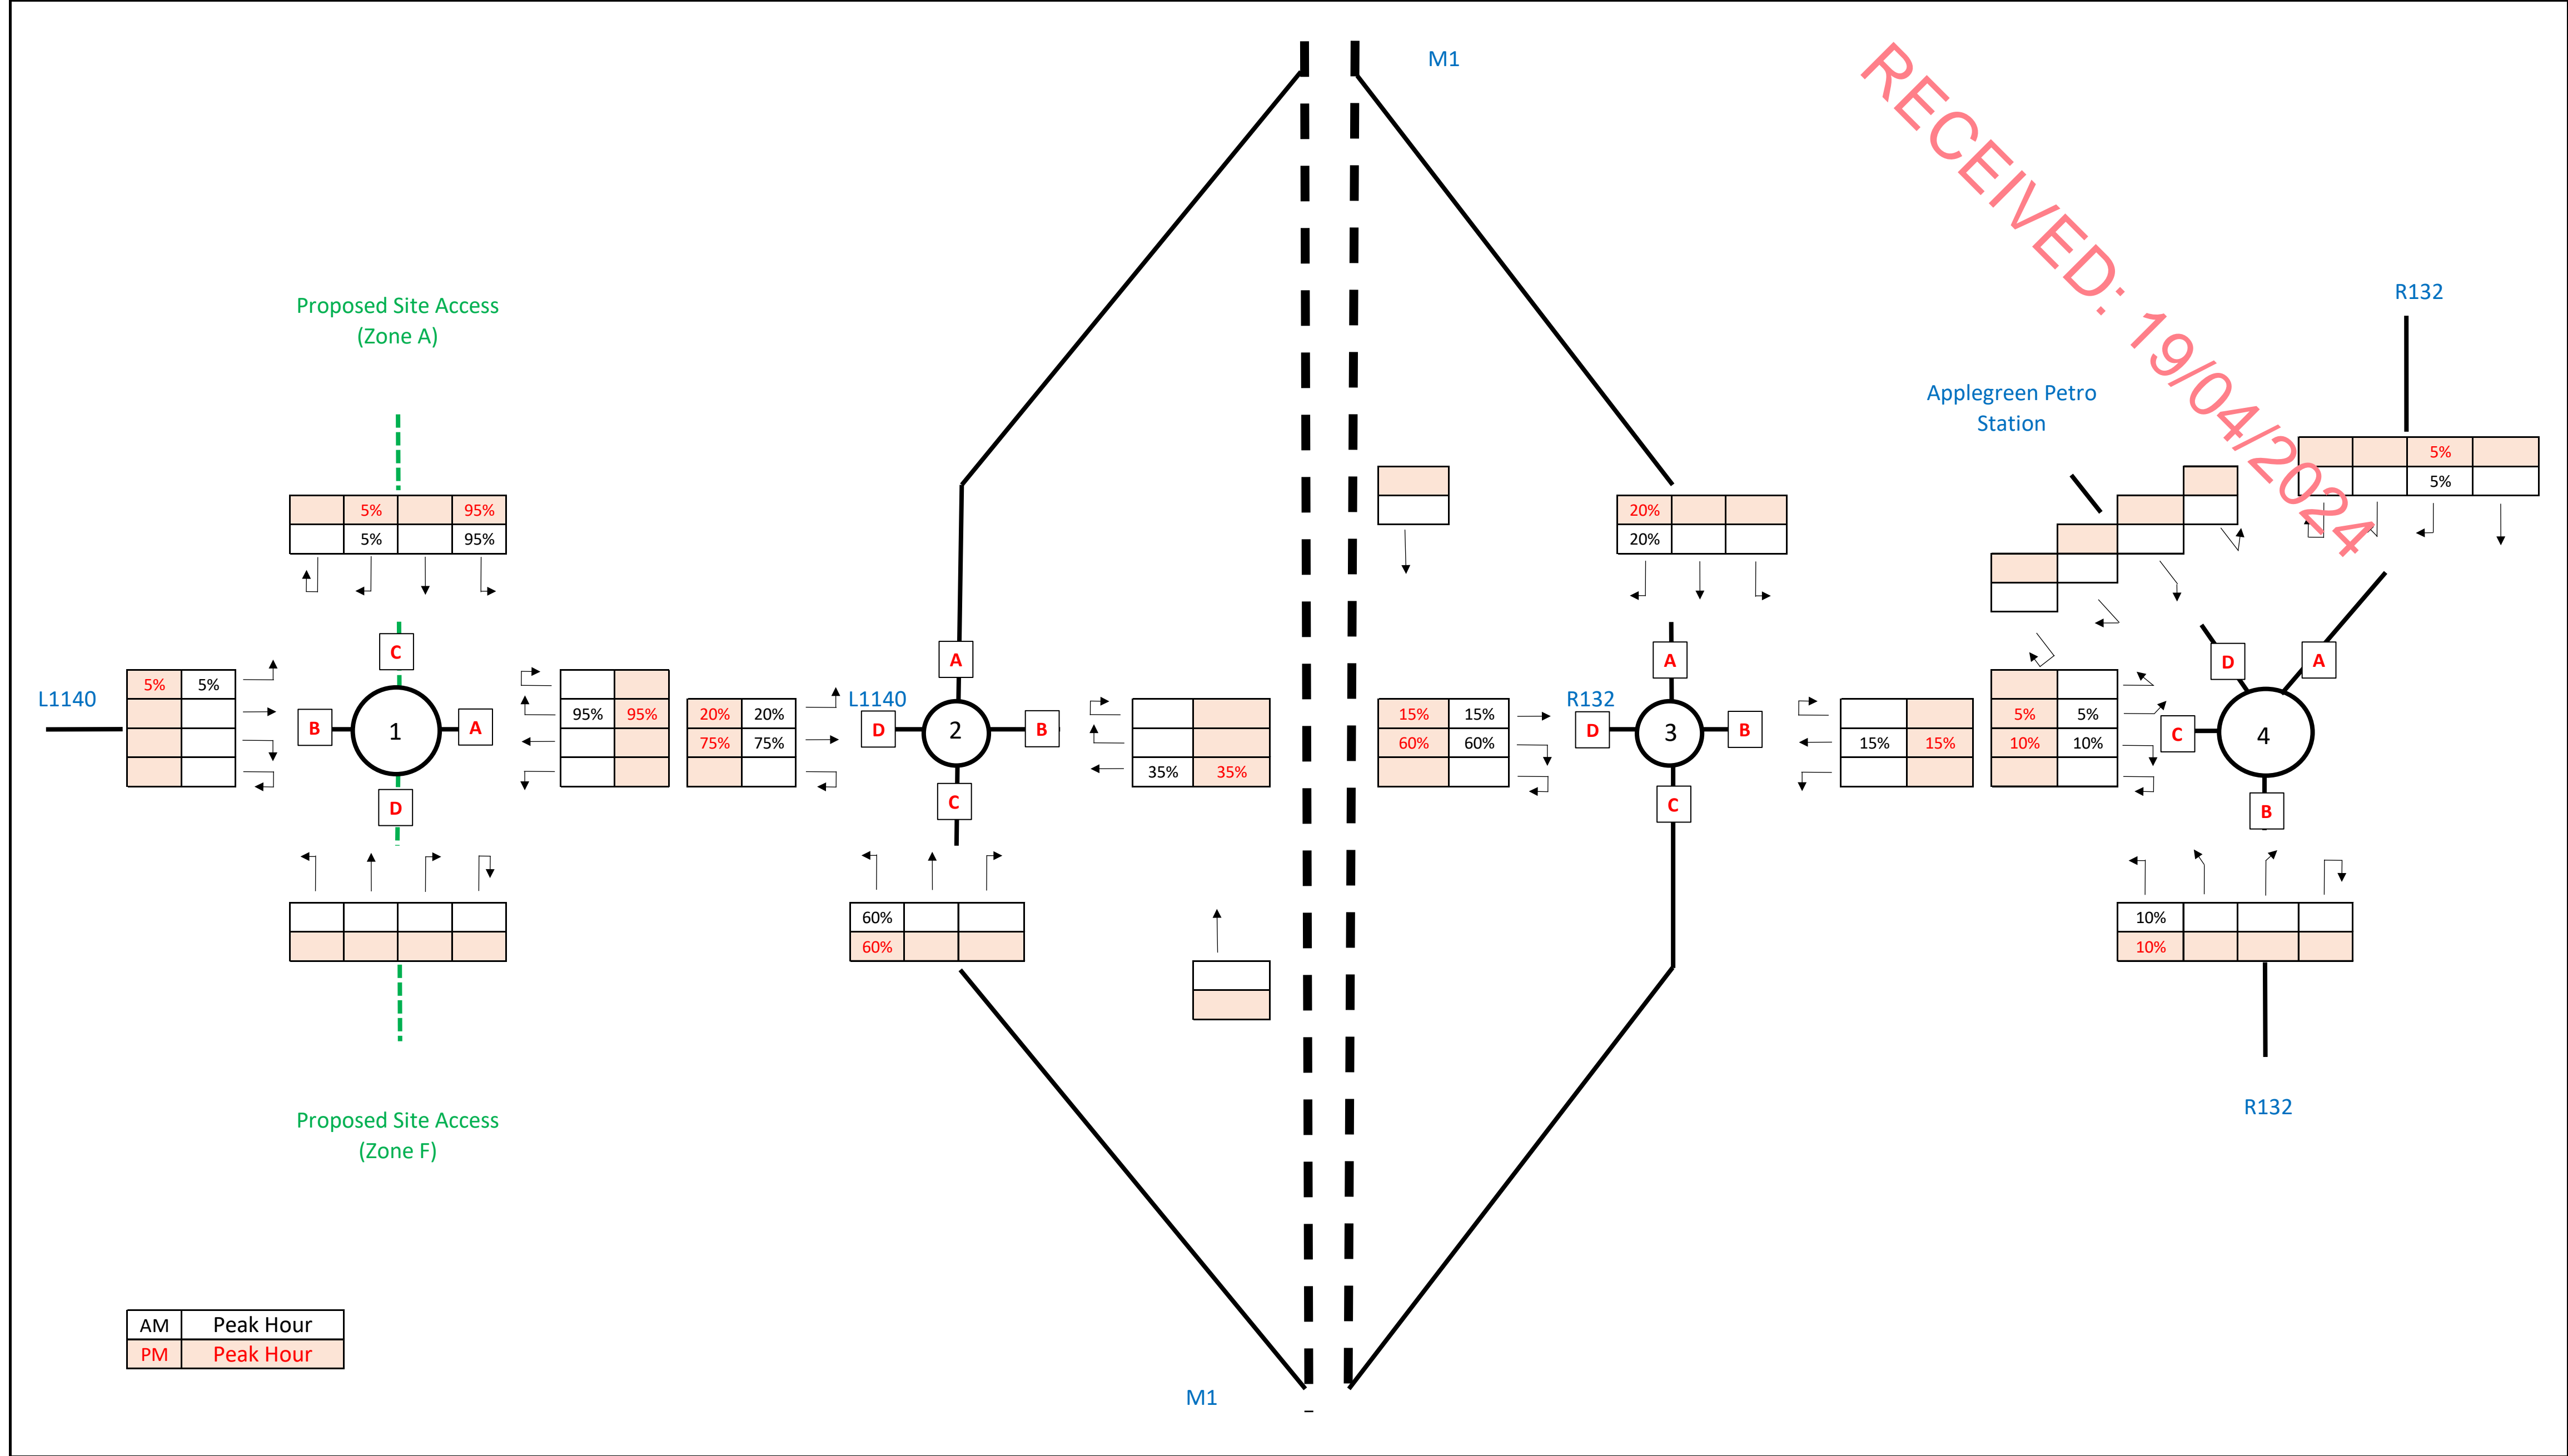 M1
RECEIVED: 19/04/2024
Proposed Site Access
(Zone A)
R132
Applegreen Petro
Station
5%
5%
5% 95%
5% 95%
20%
20%
C
A
A
D
A
L1140
5% 5%
B
1
A
95% 95%
20% 20%
75% 75%
L1140
D
2
B
35% 35%
15% 15%
60% 60%
R132
D
3
B
15% 15%
5% 5%
10% 10%
C
4
D
C
C
B
60%
60%
10%
10%
Proposed Site Access
(Zone F)
R132
AM Peak Hour
PM Peak Hour
M1